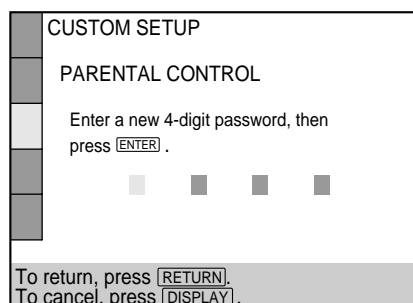 CUSTOM SETUP
PARENTAL CONTROL
Enter a new 4-digit password, then
press ENTER .
To return, press RETURN.
To cancel, press DISPLAY .